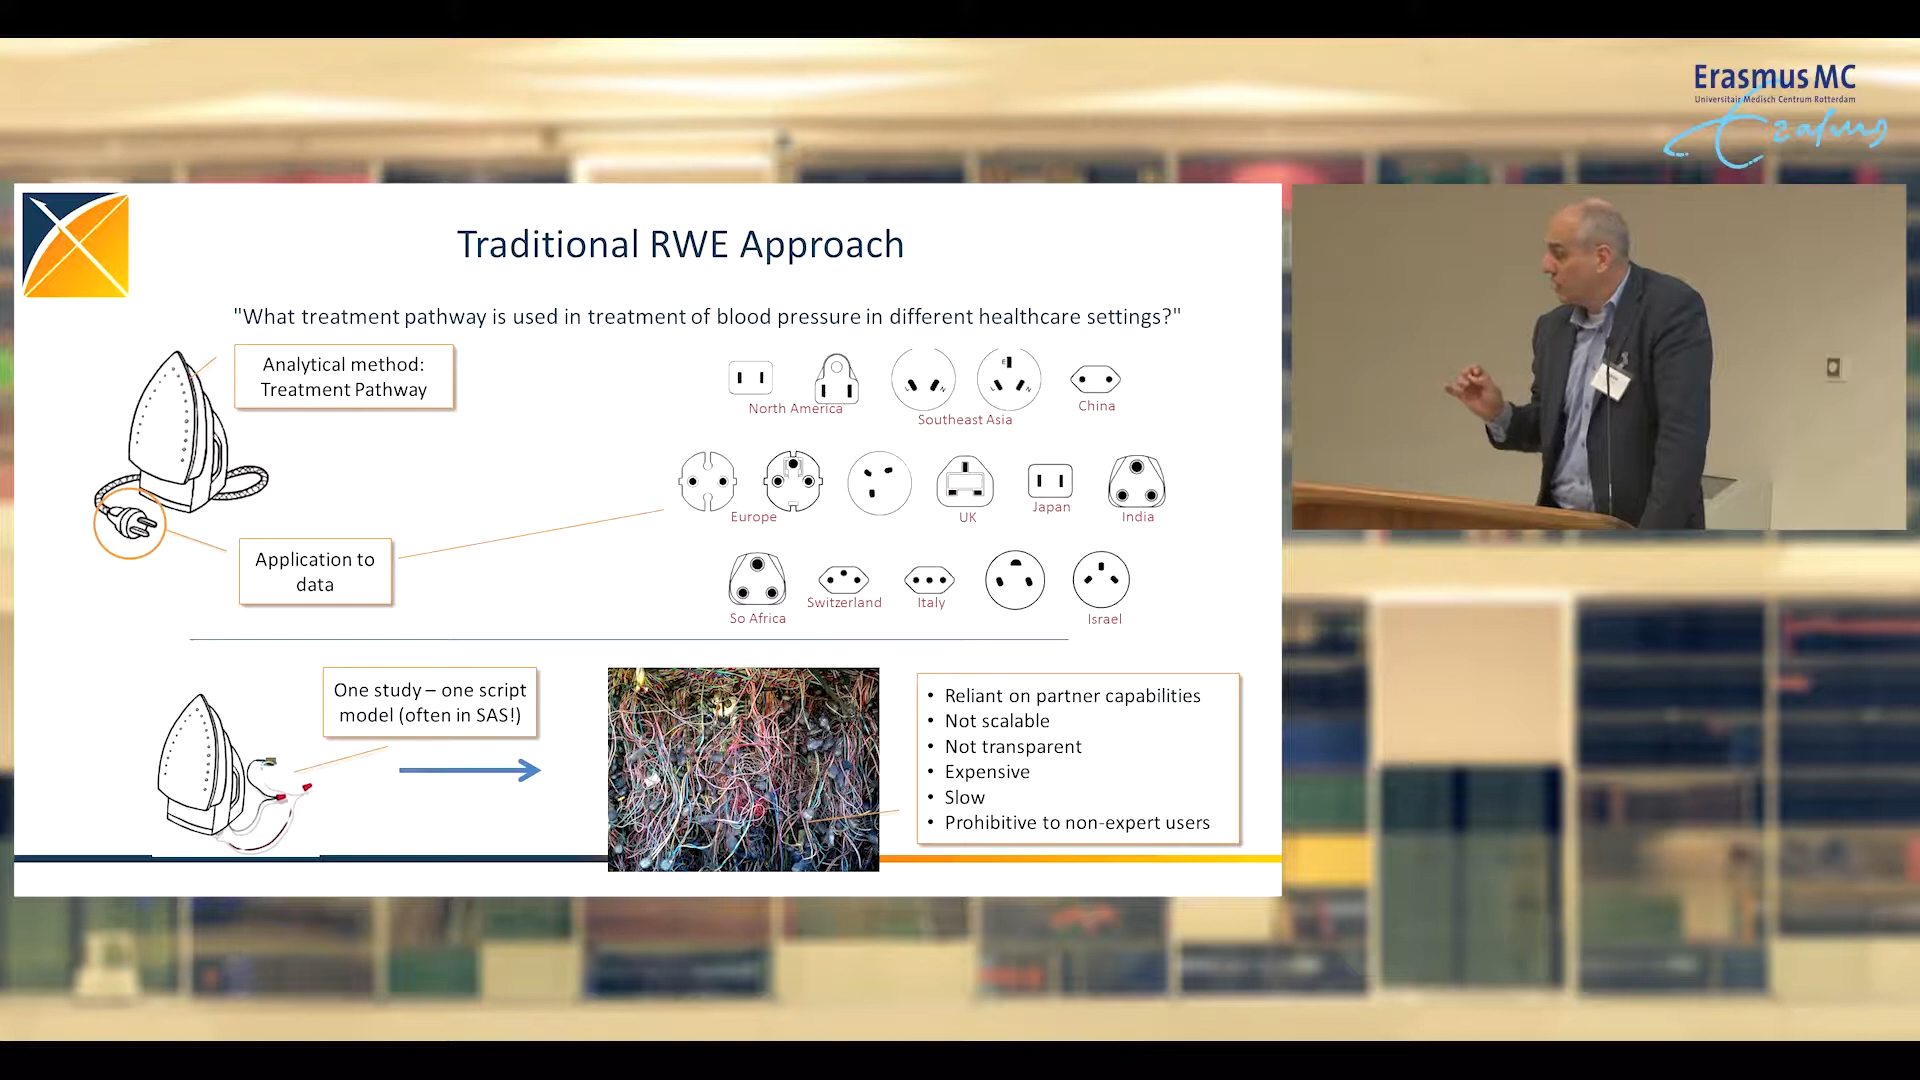 Erasmus MC
Universitair Medisch Centrum Rotterdam
Erasmus
Traditional RWE Approach
"What treatment pathway is used in treatment of blood pressure in different healthcare settings?"
Analytical method:
Treatment Pathway
North America
Southeast Asia
China
Europe
UK
Japan
India
Application to
data
So Africa
Switzerland
Italy
Israel
One study – one script
model (often in SAS!)
• Reliant on partner capabilities
• Not scalable
• Not transparent
• Expensive
• Slow
• Prohibitive to non-expert users